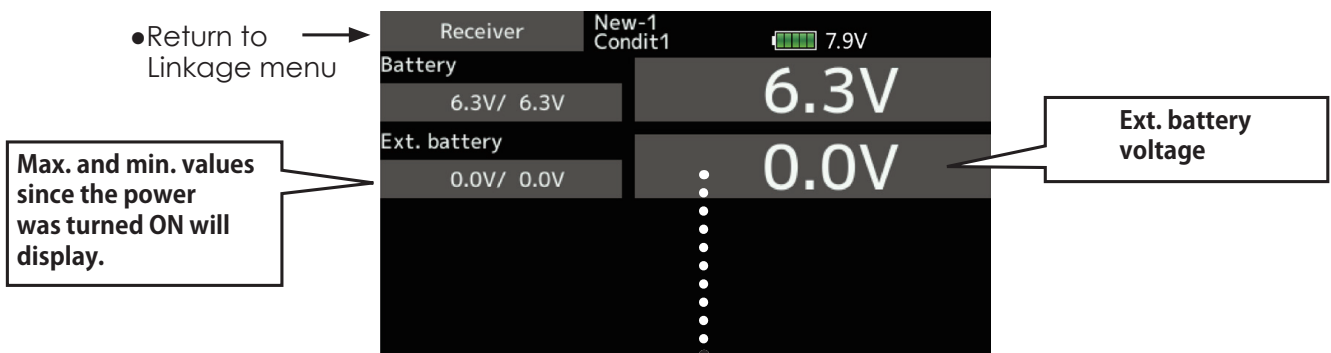 ●Return to
Linkage menu
Receiver
New-1
Condit1
7.9V
Battery
6.3V/ 6.3V
6.3V
Ext. battery
0.0V/ 0.0V
0.0V
Max. and min. values
since the power
was turned ON will
display.
Ext. battery
voltage